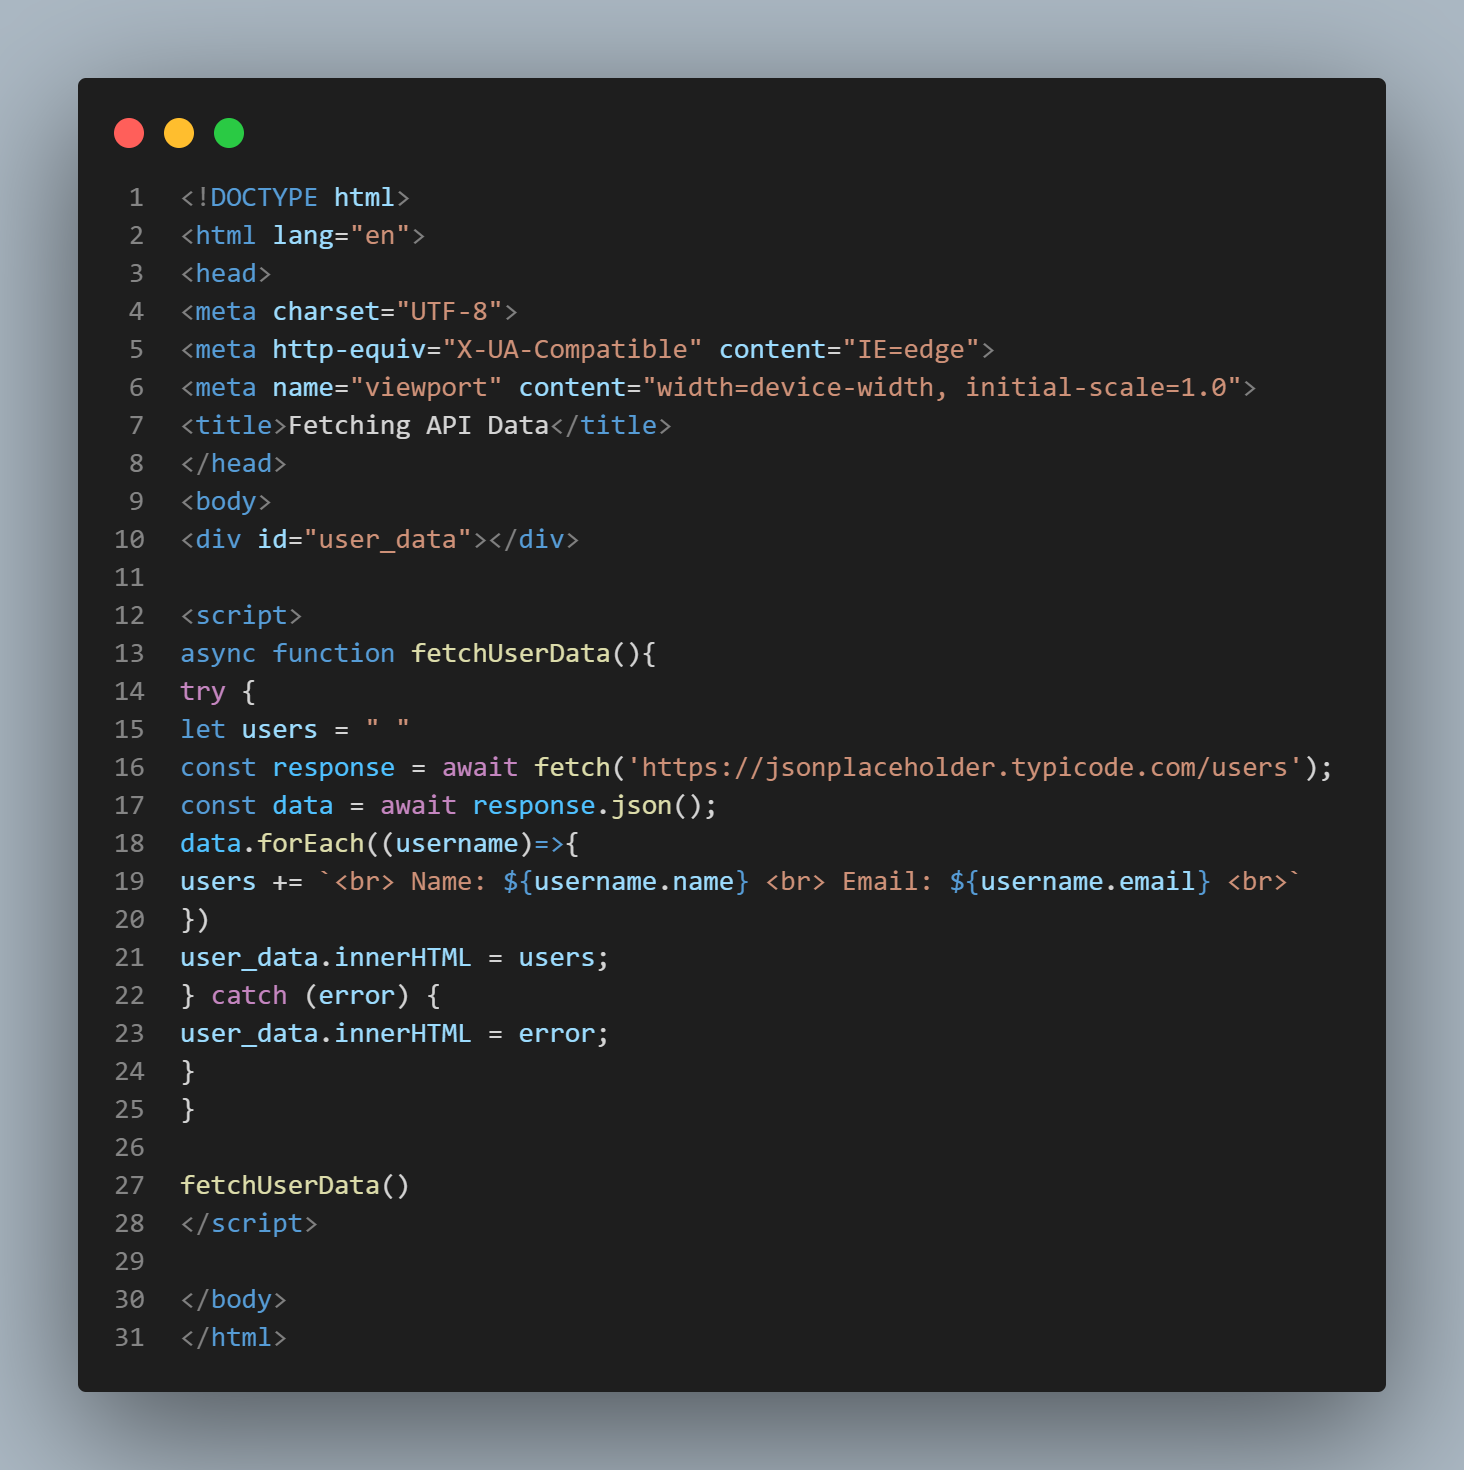 1 <!DOCTYPE html>
2 <html lang="en">
3 <head>
4 <meta charset="UTF-8">
5 <meta http-equiv="X-UA-Compatible" content="IE=edge">
6 <meta name="viewport" content="width=device-width, initial-scale=1.0">
7 <title>Fetching API Data</title>
8 </head>
9 <body>
10 <div id="user_data"></div>
11
12 <script>
13 async function fetchUserData(){
14 try {
15 let users = " "
16 const response = await fetch('https://jsonplaceholder.typicode.com/users');
17 const data = await response.json();
18 data.forEach((username)=>{
19 users += `<br> Name: ${username.name} <br> Email: ${username.email} <br>`
20 })
21 user_data.innerHTML = users;
22 } catch (error) {
23 user_data.innerHTML = error;
24 }
25 }
26
27 fetchUserData()
28 </script>
29
30 </body>
31 </html>